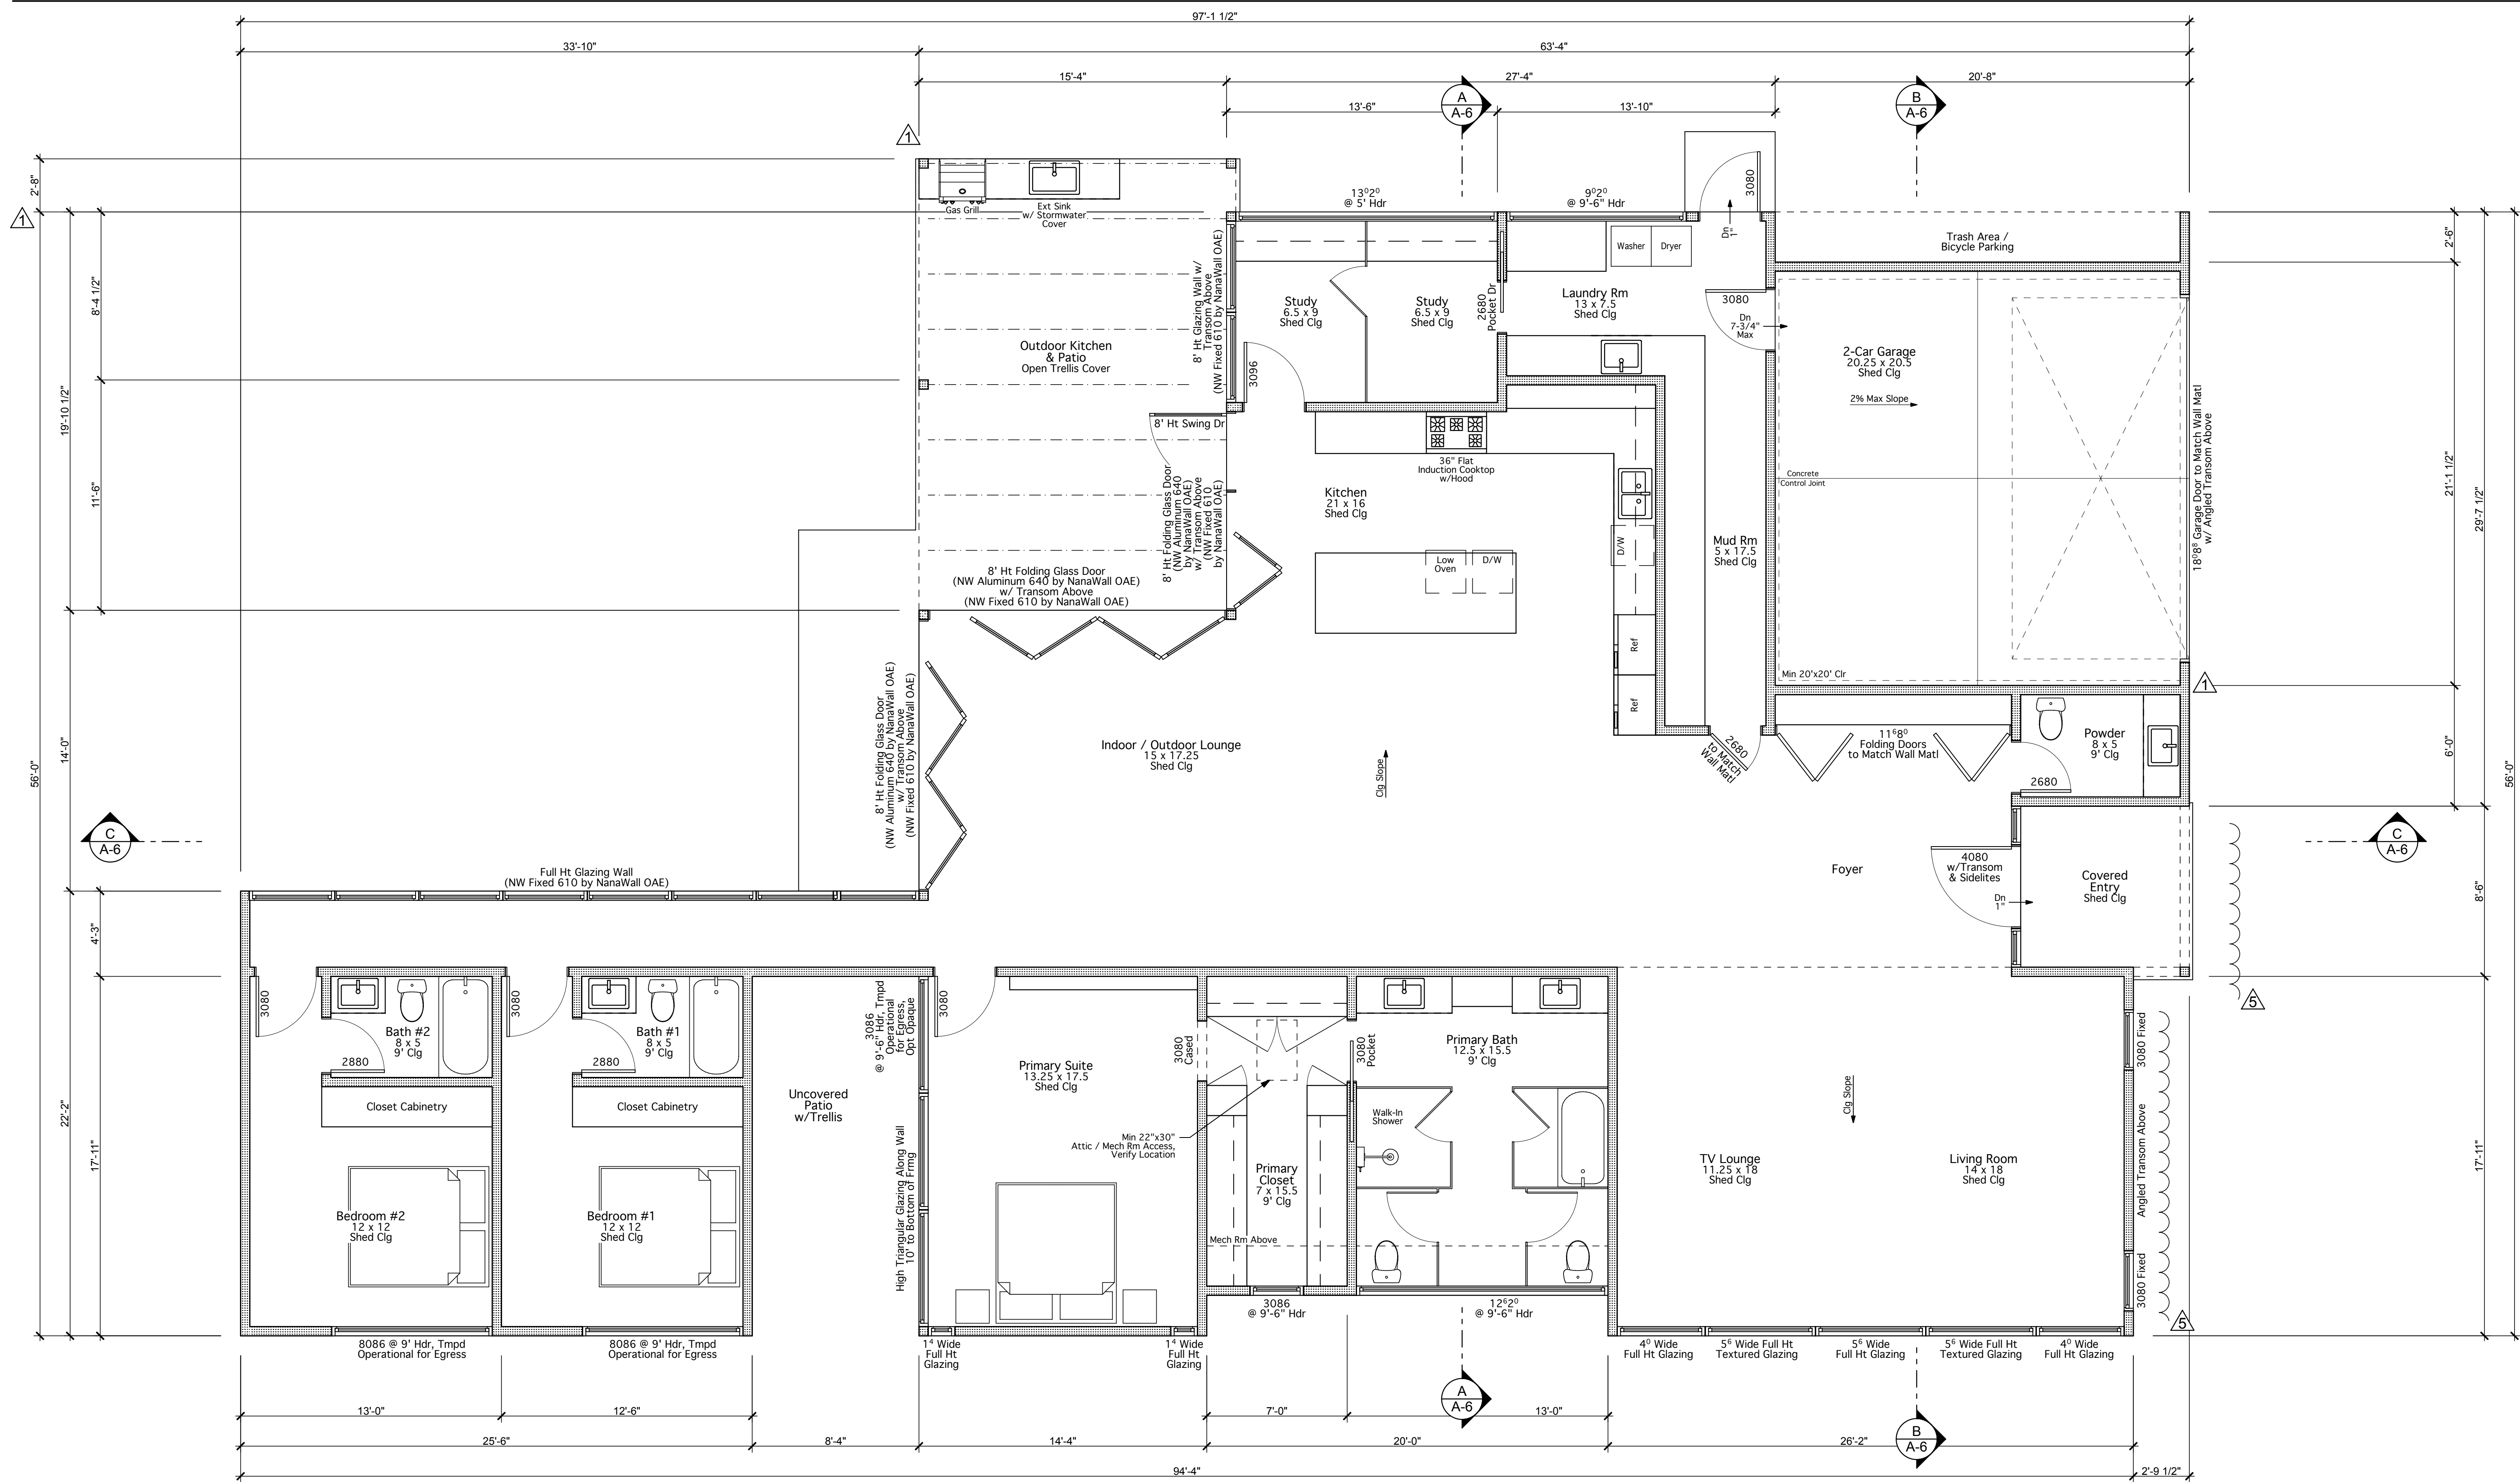 97'-1 1/2"
33'-10"
63'-4"
15'-4"
27'-4"
20'-8"
13'-6"
13'-10"
A
A-6
B
A-6
1
1
2'-8"
8'-4 1/2"
19'-10 1/2"
11'-6"
14'-0"
56'-0"
4'-3"
22'-2"
17'-11"
C
A-6
Gas Grill
Ext Sink
w/ Stormwater
Cover
13⁰2⁰
@ 5' Hdr
9⁰2⁰
@ 9'-6" Hdr
3080
Dn
1"
Trash Area /
Bicycle Parking
2'-6"
21'-1 1/2"
29'-7 1/2"
6'-0"
56'-0"
8'-6"
17'-11"
Outdoor Kitchen
& Patio
Open Trellis Cover
8' Ht Glazing Wall w/
Transom Above
(NW Fixed 610 by NanaWall OAE)
Study
6.5 x 9
Shed Clg
Study
6.5 x 9
Shed Clg
3096
2680
Pocket Dr
Washer
Dryer
Laundry Rm
13 x 7.5
Shed Clg
3080
Dn
7-3/4"
Max
2-Car Garage
20.25 x 20.5
Shed Clg
2% Max Slope
Concrete
Control Joint
Min 20'x20' Clr
18⁰8⁸ Garage Door to Match Wall Matl
w/ Angled Transom Above
1
8' Ht Swing Dr
8' Ht Folding Glass Door
(NW Aluminum 640
by NanaWall OAE)
w/ Transom Above
(NW Fixed 610
by NanaWall OAE)
8' Ht Folding Glass Door
(NW Aluminum 640 by NanaWall OAE)
w/ Transom Above
(NW Fixed 610 by NanaWall OAE)
36" Flat
Induction Cooktop
w/Hood
Kitchen
21 x 16
Shed Clg
Low
Oven
D/W
D/W
Ref
Ref
Mud Rm
5 x 17.5
Shed Clg
8' Ht Folding Glass Door
(NW Aluminum 640 by NanaWall OAE)
w/ Transom Above
(NW Fixed 610 by NanaWall OAE)
Indoor / Outdoor Lounge
15 x 17.25
Shed Clg
Clg Slope
2680
to Match
Wall Matl
11⁶8⁰
Folding Doors
to Match Wall Matl
Powder
8 x 5
9' Clg
2680
Foyer
4080
w/Transom
& Sidelites
Dn
1"
Covered
Entry
Shed Clg
C
A-6
5
Full Ht Glazing Wall
(NW Fixed 610 by NanaWall OAE)
3080
Bath #2
8 x 5
9' Clg
2880
Closet Cabinetry
Bedroom #2
12 x 12
Shed Clg
3080
Bath #1
8 x 5
9' Clg
2880
Closet Cabinetry
Bedroom #1
12 x 12
Shed Clg
Uncovered
Patio
w/Trellis
3086
@ 9'-6" Hdr, Tmpd
Operational
for Egress,
Opt Opaque
High Triangular Glazing Along Wall
10' to Bottom of Frmg
3080
Primary Suite
13.25 x 17.5
Shed Clg
3080
Cased
Min 22"x30"
Attic / Mech Rm Access,
Verify Location
Primary
Closet
7 x 15.5
9' Clg
Mech Rm Above
3080
Pocket
Primary Bath
12.5 x 15.5
9' Clg
Walk-In
Shower
TV Lounge
11.25 x 18
Shed Clg
Clg Slope
Living Room
14 x 18
Shed Clg
3080 Fixed
Angled Transom Above
3080 Fixed
5
8086 @ 9' Hdr, Tmpd
Operational for Egress
8086 @ 9' Hdr, Tmpd
Operational for Egress
1⁴ Wide
Full Ht
Glazing
1⁴ Wide
Full Ht
Glazing
3086
@ 9'-6" Hdr
12⁶2⁰
@ 9'-6" Hdr
4⁰ Wide
Full Ht Glazing
5⁶ Wide Full Ht
Textured Glazing
5⁶ Wide
Full Ht Glazing
5⁶ Wide Full Ht
Textured Glazing
4⁰ Wide
Full Ht Glazing
A
A-6
B
A-6
13'-0"
12'-6"
7'-0"
13'-0"
25'-6"
8'-4"
14'-4"
20'-0"
26'-2"
94'-4"
2'-9 1/2"